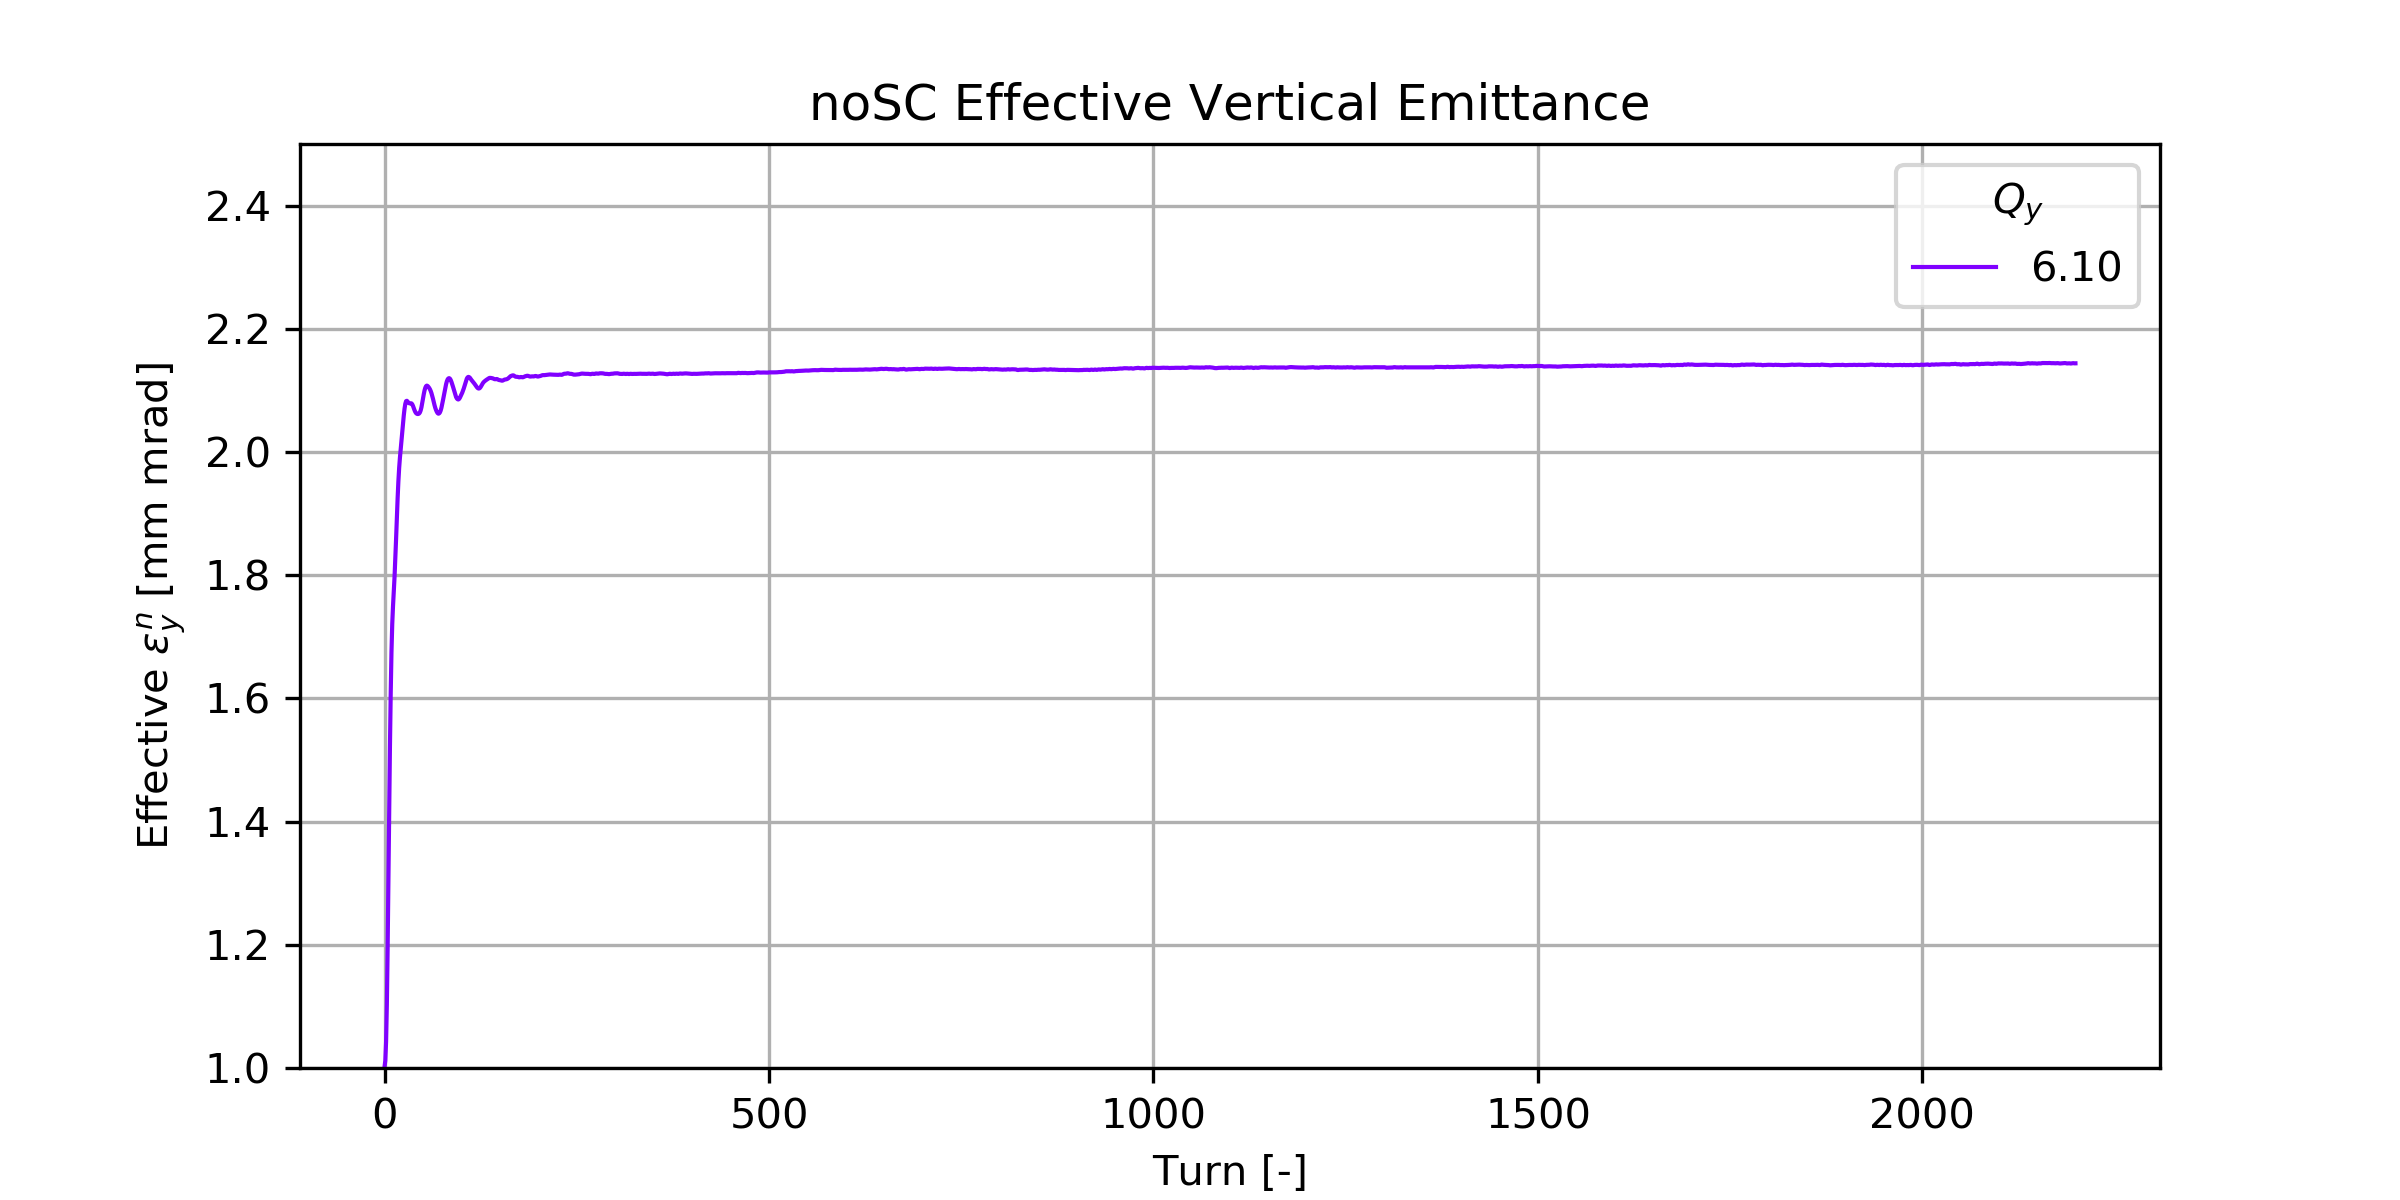 noSC Effective Vertical Emittance
Effective ε_y^n [mm mrad]
2.4
2.2
2.0
1.8
1.6
1.4
1.2
1.0
Q_y
6.10
0 500 1000 1500 2000
Turn [-]